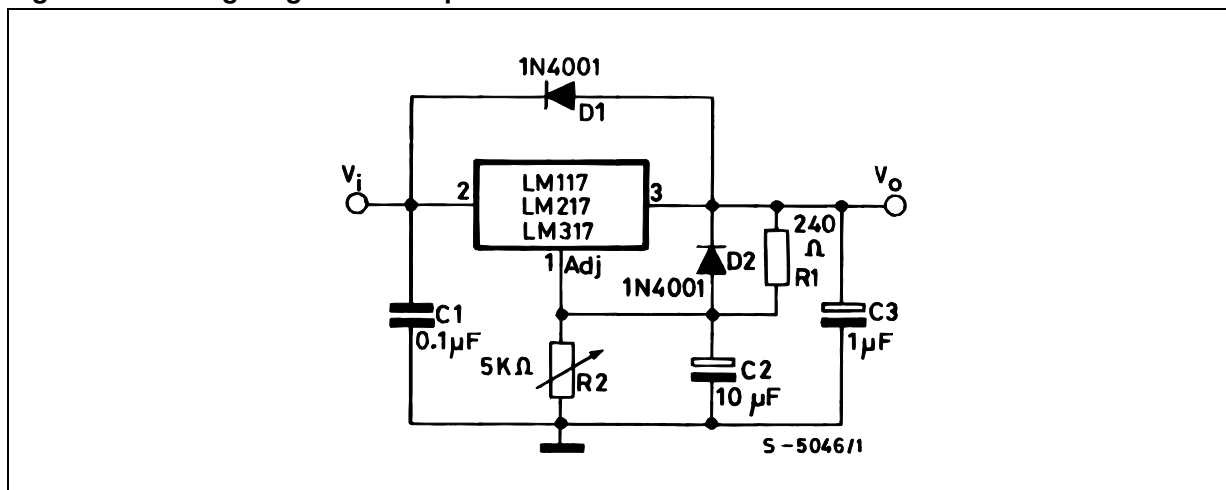 1N4001
D1
Vi
2
LM117
LM217
LM317
3
Vo
1 Adj
D2
1N4001
240
Ω
R1
C1
0.1µF
5KΩ
R2
C2
10 µF
C3
1µF
S-5046/1